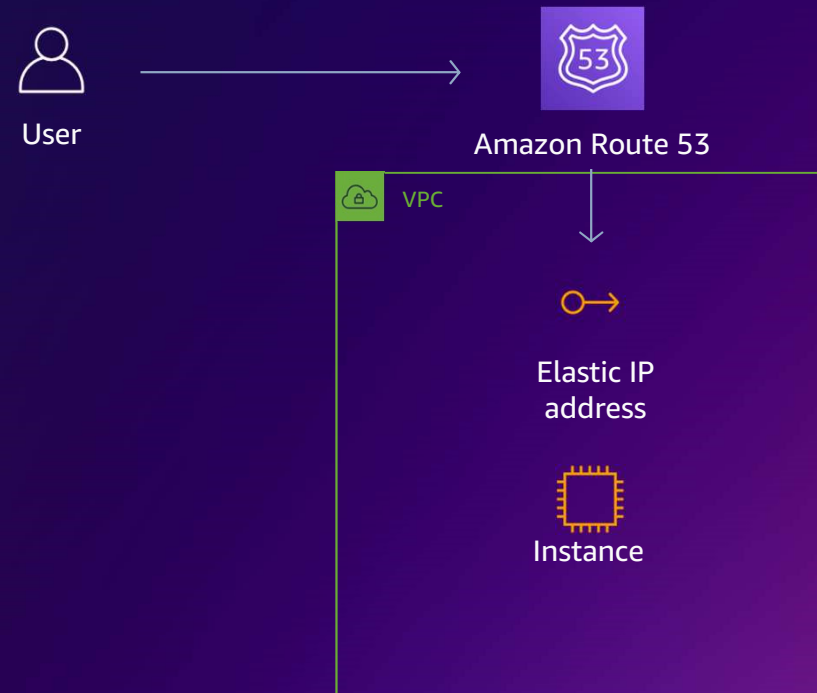 53
User
Amazon Route 53
VPC
Elastic IP
address
Instance